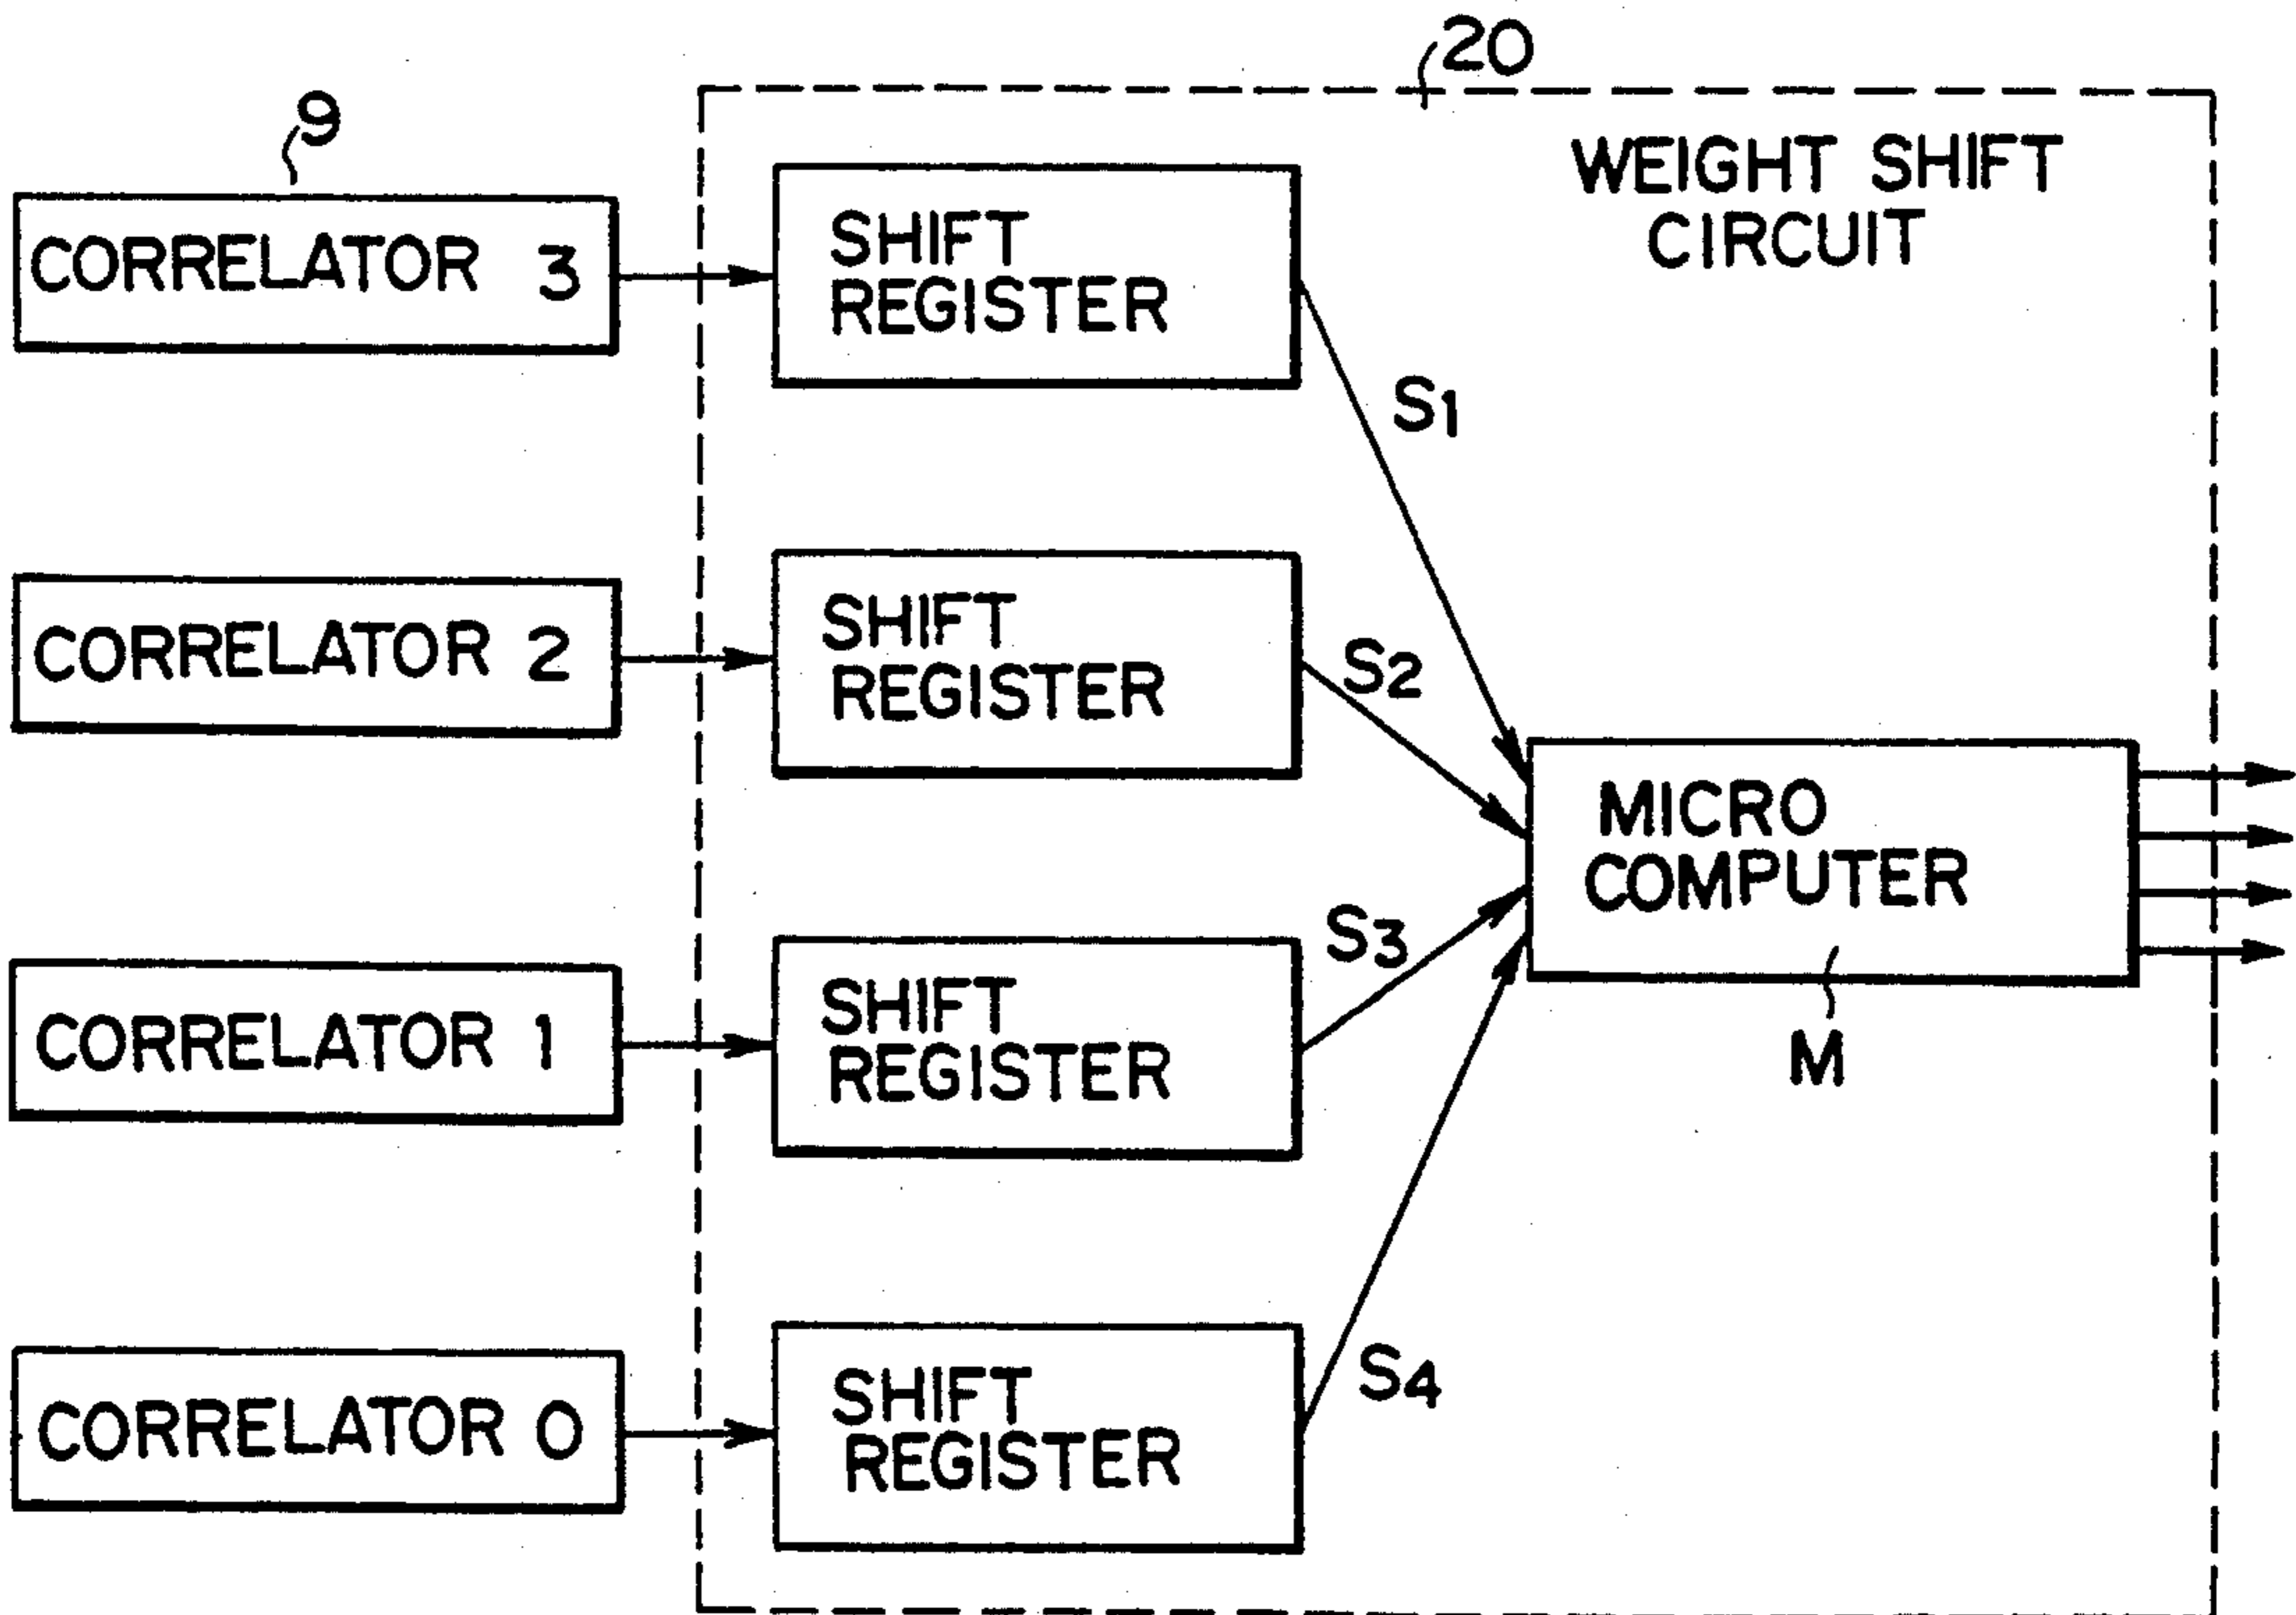 20
9
WEIGHT SHIFT
CIRCUIT
CORRELATOR 3
SHIFT
REGISTER
S1
CORRELATOR 2
SHIFT
REGISTER
S2
MICRO
COMPUTER
M
CORRELATOR 1
SHIFT
REGISTER
S3
CORRELATOR 0
SHIFT
REGISTER
S4